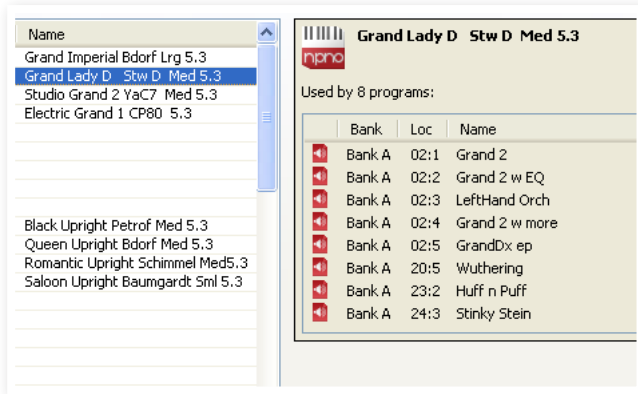 Name
Grand Imperial Bdorf Lrg 5.3
Grand Lady D Stw D Med 5.3
Studio Grand 2 YaC7 Med 5.3
Electric Grand 1 CP80 5.3
Black Upright Petrof Med 5.3
Queen Upright Bdorf Med 5.3
Romantic Upright Schimmel Med5.3
Saloon Upright Baumgardt Sml 5.3
npno
Grand Lady D Stw D Med 5.3
Used by 8 programs:
Bank Loc Name
Bank A 02:1 Grand 2
Bank A 02:2 Grand 2 w EQ
Bank A 02:3 LeftHand Orch
Bank A 02:4 Grand 2 w more
Bank A 02:5 GrandDx ep
Bank A 20:5 Wuthering
Bank A 23:2 Huff n Puff
Bank A 24:3 Stinky Stein